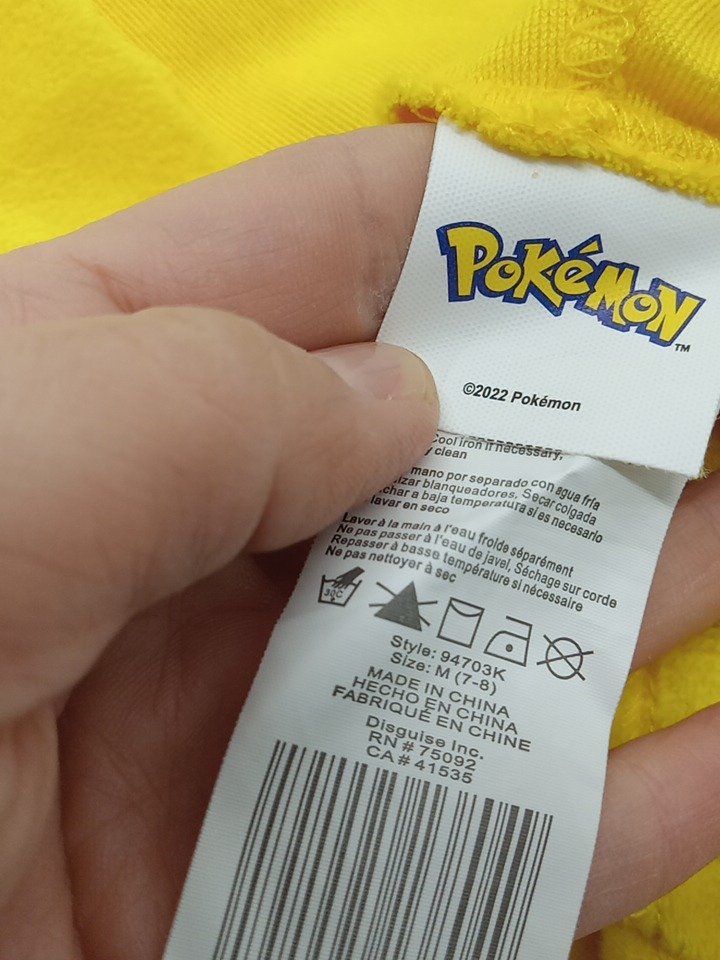 Pokémon
TM
©2022 Pokémon
Cool iron if necessary,
clean
mano por separado con agua fría
blanqueadores, Secar colgada
a baja temperatura si es necesario
lavar en seco
Laver à la main à l'eau froide séparément
Ne pas passer à l'eau de javel, Séchage sur corde
Repasser à basse température si nécessaire
Ne pas nettoyer à sec
30C
Style: 94703K
Size: M (7-8)
MADE IN CHINA
HECHO EN CHINA
FABRIQUÉ EN CHINE
Disguise Inc.
RN # 75092
CA# 41535